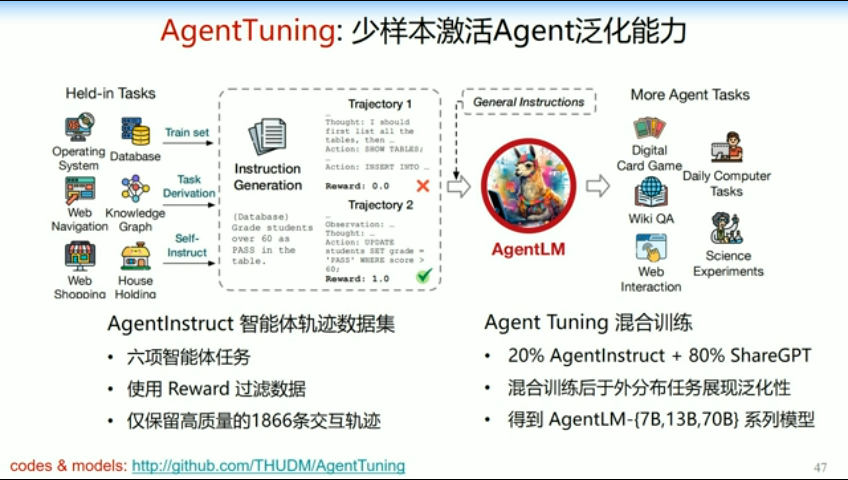 AgentTuning: 少样本激活Agent泛化能力
Held-in Tasks
Operating System
Database
Web Navigation
Knowledge Graph
Web Shopping
House Holding
Train set
Task Derivation
Self-Instruct
Instruction Generation
(Database)
Grade students
over 60 as
PASS in the
table.
Trajectory 1
…
Thought: I should
first list all the
tables, then …
Action: SHOW TABLES;
…
Action: INSERT INTO …
Reward: 0.0
Trajectory 2
…
Observation: …
Thought: …
Action: UPDATE
students SET grade =
'PASS' WHERE score >
60;
Reward: 1.0
General Instructions
AgentLM
More Agent Tasks
Digital Card Game
Daily Computer Tasks
Wiki QA
Science Experiments
Web Interaction
AgentInstruct 智能体轨迹数据集
• 六项智能体任务
• 使用 Reward 过滤数据
• 仅保留高质量的1866条交互轨迹
Agent Tuning 混合训练
• 20% AgentInstruct + 80% ShareGPT
• 混合训练后于外分布任务展现泛化性
• 得到 AgentLM-{7B,13B,70B} 系列模型
codes & models: http://github.com/THUDM/AgentTuning
47